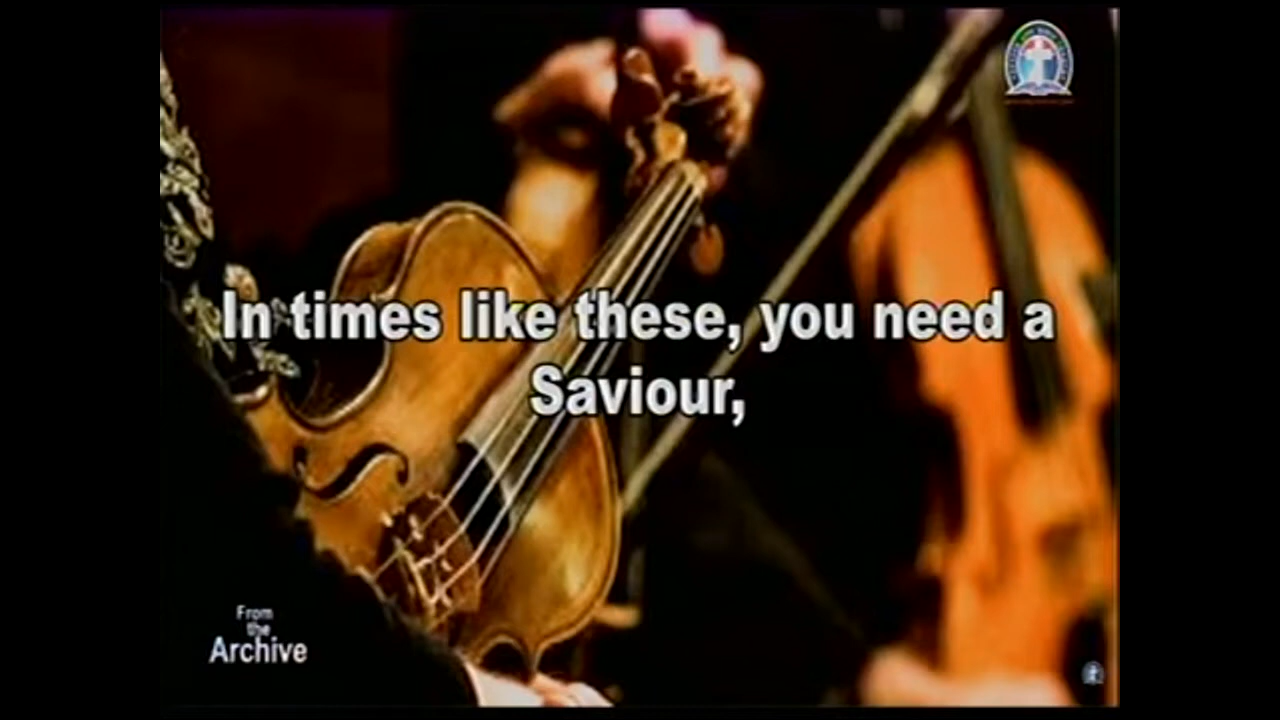 In times like these, you need a
Saviour,
From
the
Archive